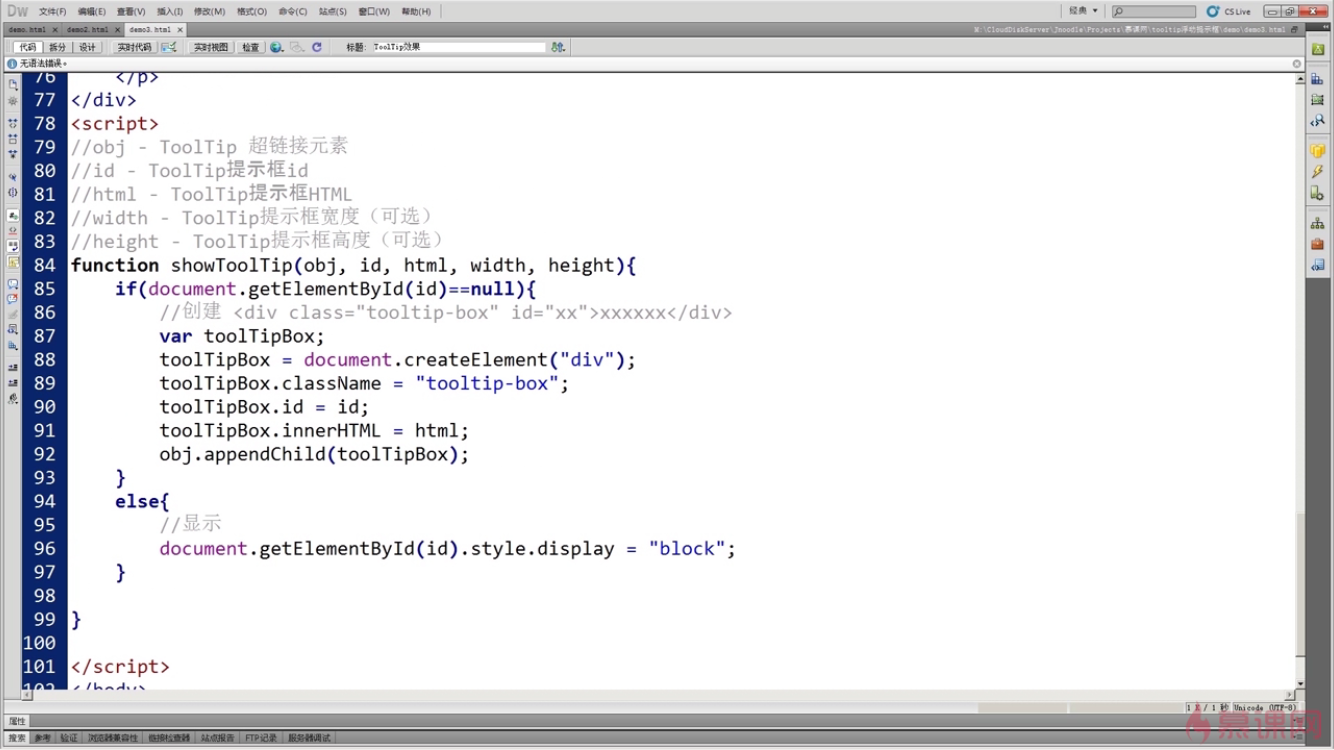 Dw 文件(F) 编辑(E) 查看(V) 插入(I) 修改(M) 格式(O) 命令(C) 站点(S) 窗口(W) 帮助(H) 经典 CS Live
demo.html × demo2.html × demo3.html × M:\CloudDiskServer\Jnoodle\Projects\慕课网\tooltip浮动提示框\demo\demo3.html
代码 拆分 设计 实时代码 实时视图 检查 标题: ToolTip效果
无语法错误。
76 </p>
77 </div>
78 <script>
79 //obj - ToolTip 超链接元素
80 //id - ToolTip提示框id
81 //html - ToolTip提示框HTML
82 //width - ToolTip提示框宽度（可选）
83 //height - ToolTip提示框高度（可选）
84 function showToolTip(obj, id, html, width, height){
85 if(document.getElementById(id)==null){
86 //创建 <div class="tooltip-box" id="xx">xxxxxx</div>
87 var toolTipBox;
88 toolTipBox = document.createElement("div");
89 toolTipBox.className = "tooltip-box";
90 toolTipBox.id = id;
91 toolTipBox.innerHTML = html;
92 obj.appendChild(toolTipBox);
93 }
94 else{
95 //显示
96 document.getElementById(id).style.display = "block";
97 }
98
99 }
100
101 </script>
102 </body>
1 K / 1 秒 Unicode (UTF-8)
属性
搜索 参考 验证 浏览器兼容性 链接检查器 站点报告 FTP记录 服务器调试
慕课网